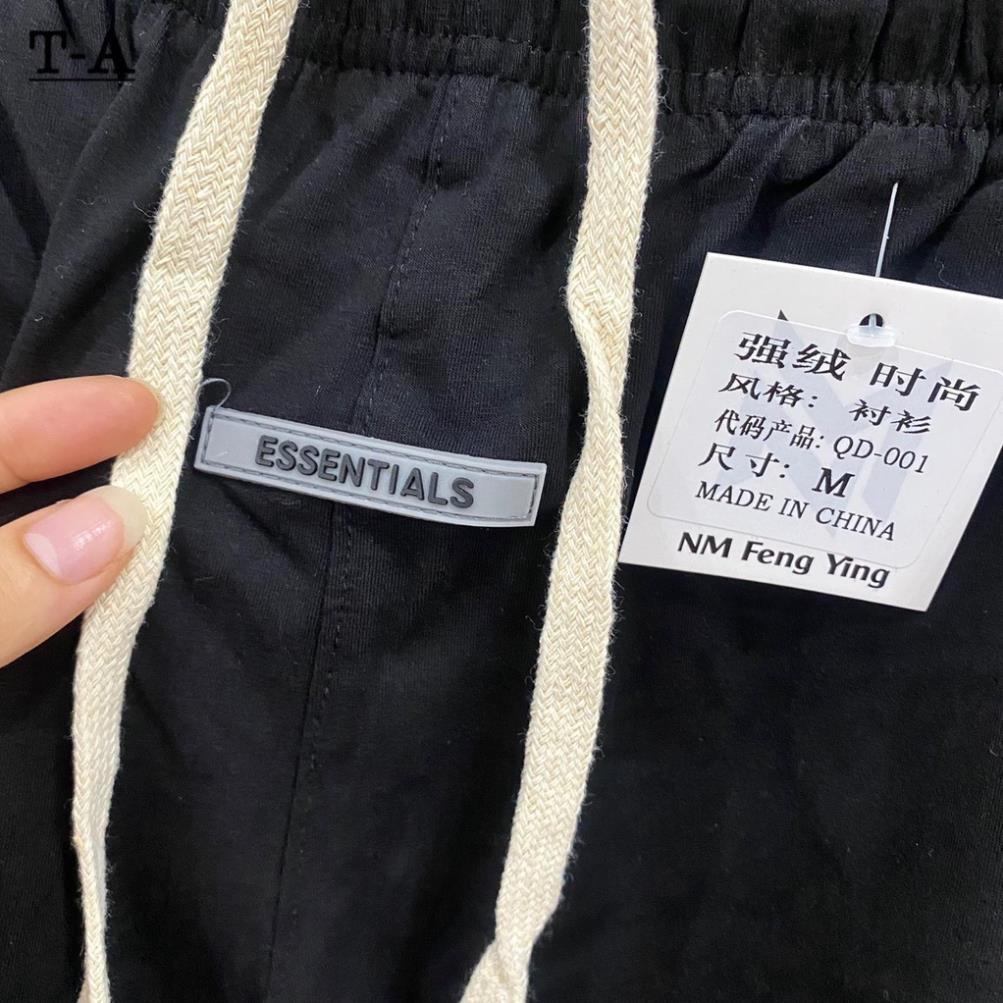 T-A
ESSENTIALS
强绒 时尚
风格: 衬衫
代码产品: QD-001
尺寸: M
MADE IN CHINA
NM Feng Ying